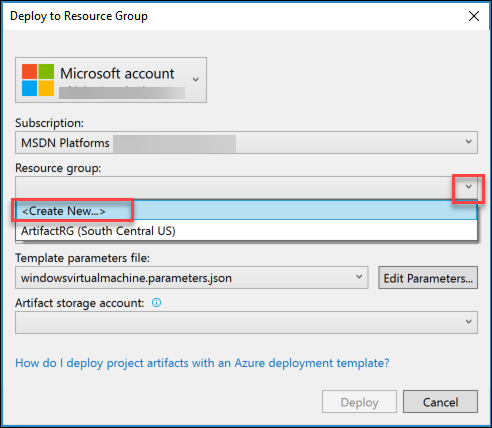 Deploy to Resource Group
Microsoft account
Subscription:
MSDN Platforms
Resource group:
<Create New...>
ArtifactRG (South Central US)
Template parameters file:
windowsvirtualmachine.parameters.json
Edit Parameters...
Artifact storage account:
How do I deploy project artifacts with an Azure deployment template?
Deploy
Cancel